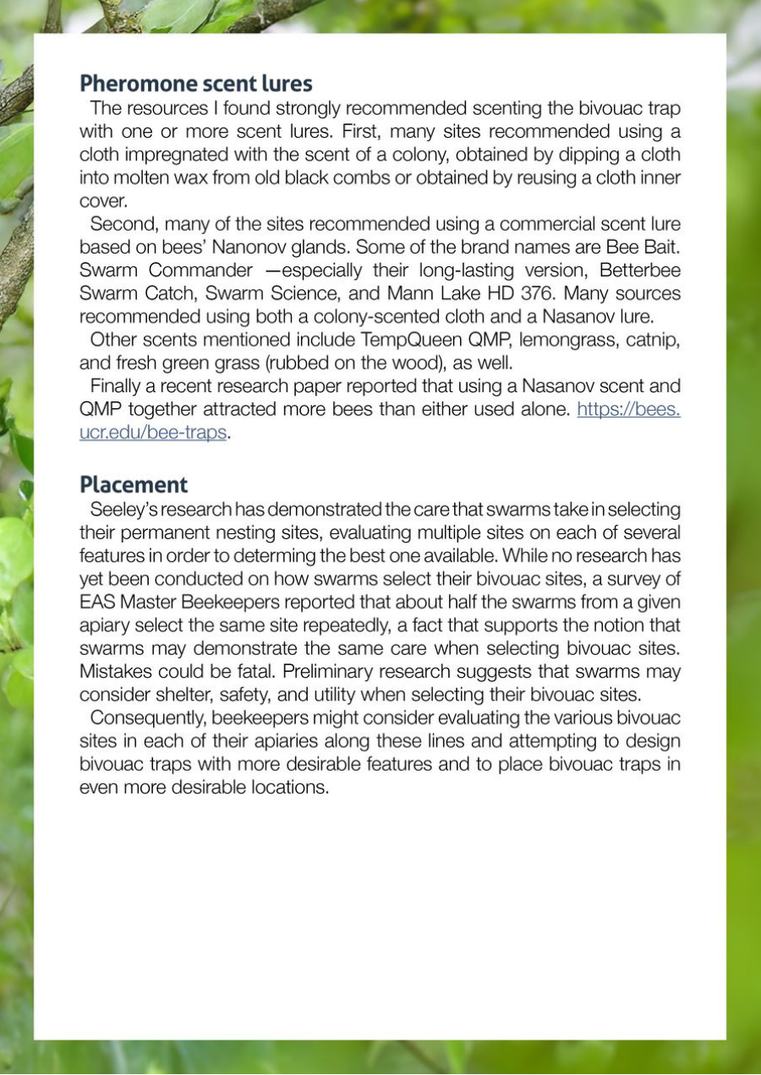 Pheromone scent lures
The resources I found strongly recommended scenting the bivouac trap
with one or more scent lures. First, many sites recommended using a
cloth impregnated with the scent of a colony, obtained by dipping a cloth
into molten wax from old black combs or obtained by reusing a cloth inner
cover.
Second, many of the sites recommended using a commercial scent lure
based on bees' Nanonov glands. Some of the brand names are Bee Bait.
Swarm Commander —especially their long-lasting version, Betterbee
Swarm Catch, Swarm Science, and Mann Lake HD 376. Many sources
recommended using both a colony-scented cloth and a Nasanov lure.
Other scents mentioned include TempQueen QMP, lemongrass, catnip,
and fresh green grass (rubbed on the wood), as well.
Finally a recent research paper reported that using a Nasanov scent and
QMP together attracted more bees than either used alone. https://bees.
ucr.edu/bee-traps.
Placement
Seeley's research has demonstrated the care that swarms take in selecting
their permanent nesting sites, evaluating multiple sites on each of several
features in order to determing the best one available. While no research has
yet been conducted on how swarms select their bivouac sites, a survey of
EAS Master Beekeepers reported that about half the swarms from a given
apiary select the same site repeatedly, a fact that supports the notion that
swarms may demonstrate the same care when selecting bivouac sites.
Mistakes could be fatal. Preliminary research suggests that swarms may
consider shelter, safety, and utility when selecting their bivouac sites.
Consequently, beekeepers might consider evaluating the various bivouac
sites in each of their apiaries along these lines and attempting to design
bivouac traps with more desirable features and to place bivouac traps in
even more desirable locations.